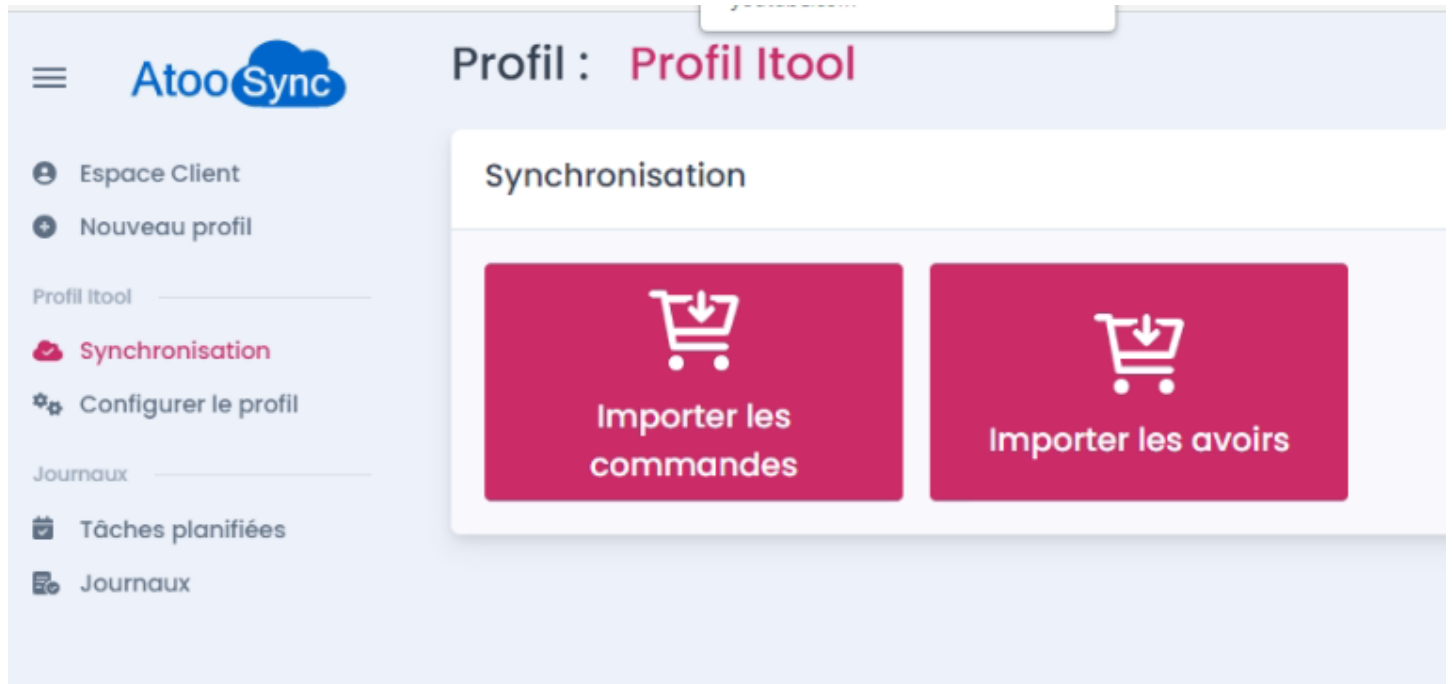 AtooSync
Profil : Profil Itool
Espace Client
Nouveau profil
Profil Itool
Synchronisation
Configurer le profil
Journaux
Tâches planifiées
Journaux
Synchronisation
Importer les
commandes
Importer les avoirs